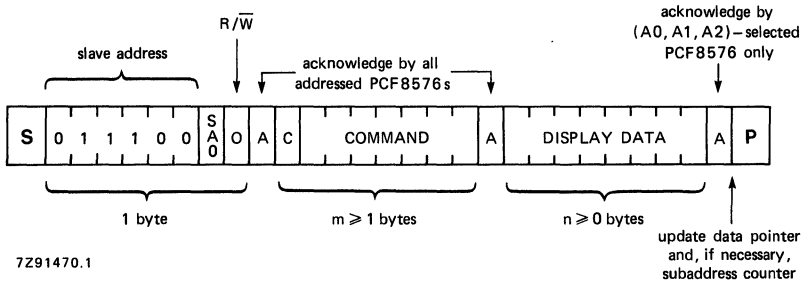 acknowledge by
(A0, A1, A2)–selected
PCF8576 only
R/W̅
slave address
acknowledge by all
addressed PCF8576s
S 0 1 1 1 0 0 SA0 0 A C COMMAND A DISPLAY DATA A P
1 byte
m ⩾ 1 bytes
n ⩾ 0 bytes
update data pointer
and, if necessary,
subaddress counter
7Z91470.1